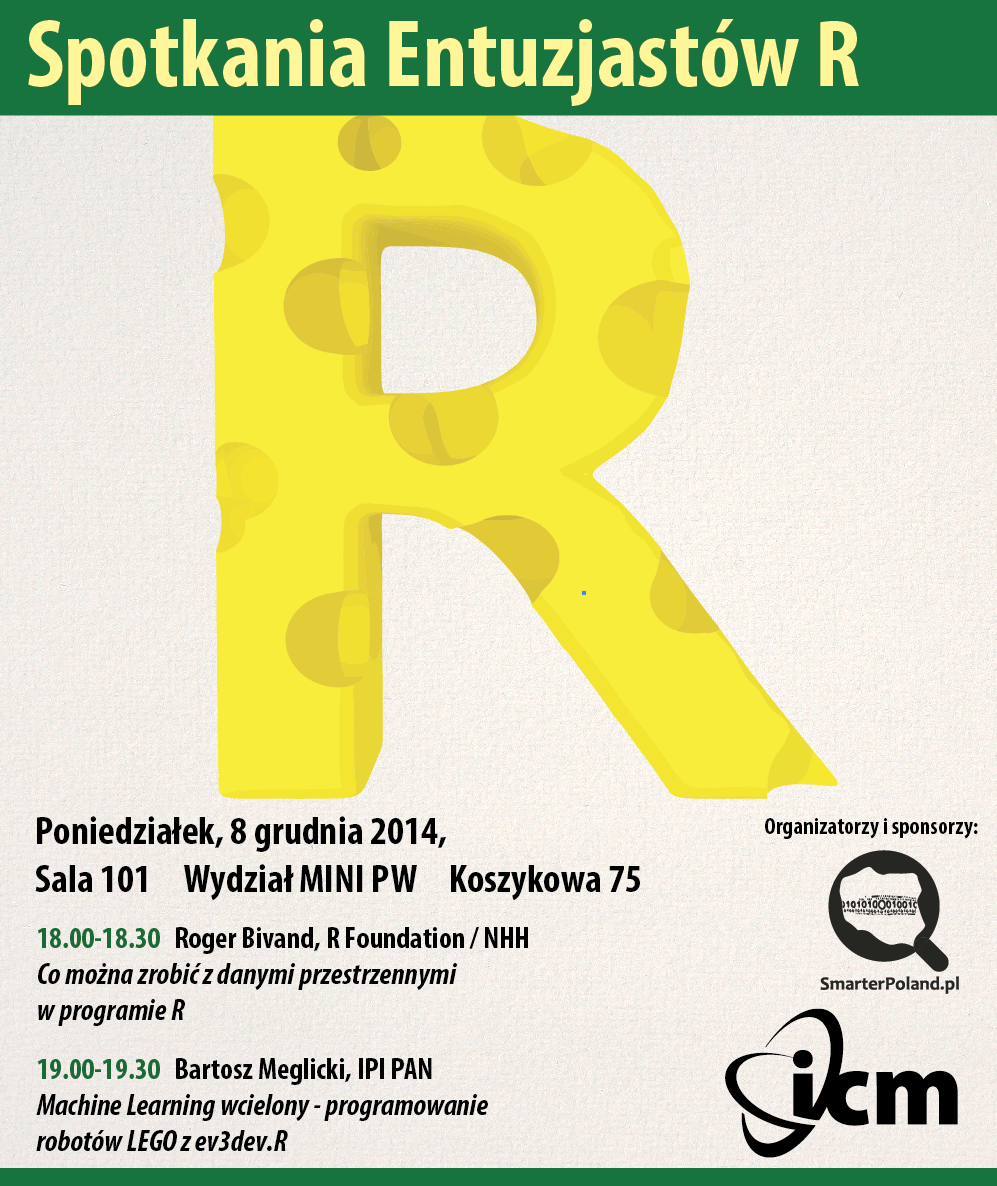 Spotkania Entuzjastów R
R
Poniedziałek, 8 grudnia 2014,
Sala 101 Wydział MINI PW Koszykowa 75
18.00-18.30 Roger Bivand, R Foundation / NHH
Co można zrobić z danymi przestrzennymi
w programie R
19.00-19.30 Bartosz Meglicki, IPI PAN
Machine Learning wcielony - programowanie
robotów LEGO z ev3dev.R
Organizatorzy i sponsorzy:
SmarterPoland.pl
icm